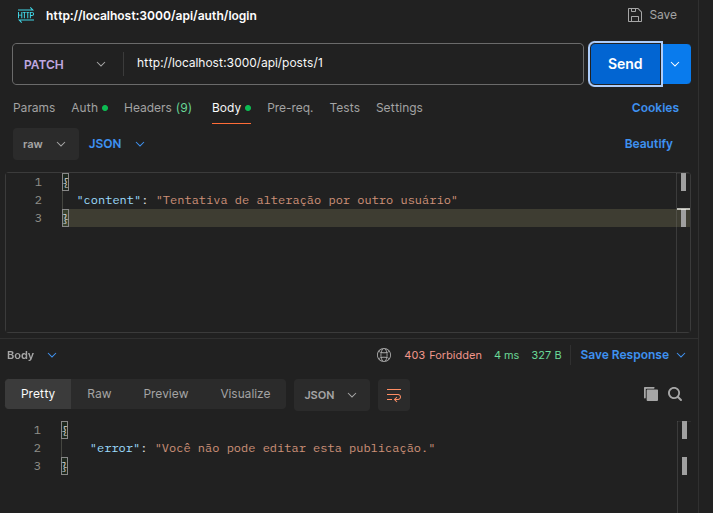 HTTP http://localhost:3000/api/auth/login Save
PATCH http://localhost:3000/api/posts/1 Send
Params Auth Headers (9) Body Pre-req. Tests Settings Cookies
raw JSON Beautify
1 {
2 "content": "Tentativa de alteração por outro usuário"
3 }
Body 403 Forbidden 4 ms 327 B Save Response
Pretty Raw Preview Visualize JSON
1 {
2 "error": "Você não pode editar esta publicação."
3 }